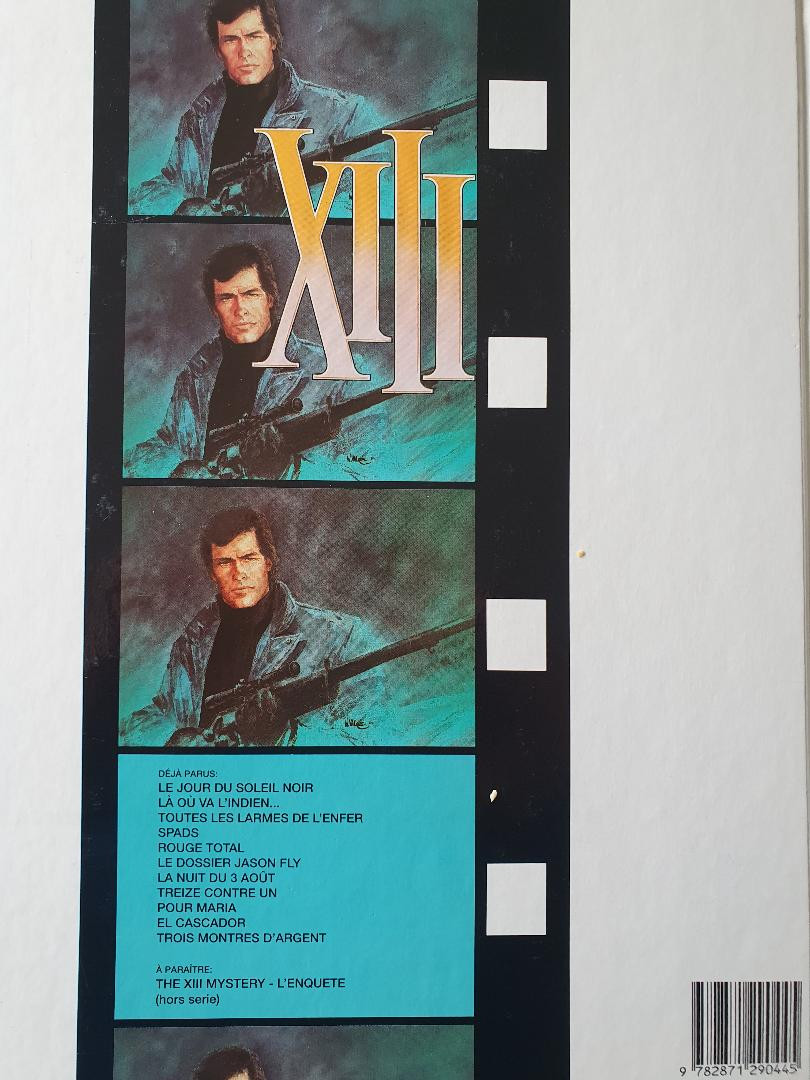 XIII
DÉJÀ PARUS:
LE JOUR DU SOLEIL NOIR
LÀ OÙ VA L'INDIEN...
TOUTES LES LARMES DE L'ENFER
SPADS
ROUGE TOTAL
LE DOSSIER JASON FLY
LA NUIT DU 3 AOÛT
TREIZE CONTRE UN
POUR MARIA
EL CASCADOR
TROIS MONTRES D'ARGENT
À PARAÎTRE:
THE XIII MYSTERY - L'ENQUETE
(hors serie)
9 782871 290445